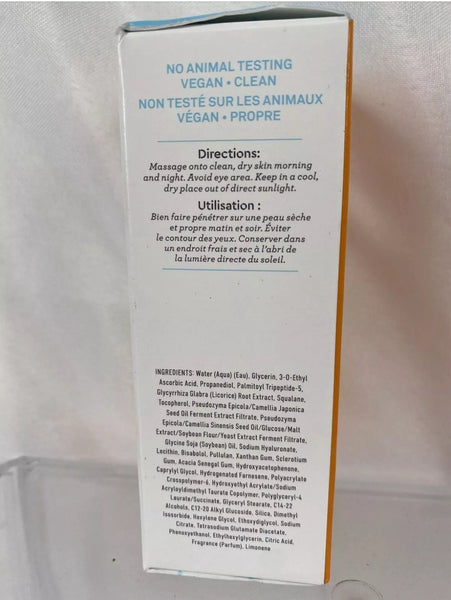 NO ANIMAL TESTING
VEGAN • CLEAN
NON TESTÉ SUR LES ANIMAUX
VÉGAN • PROPRE
Directions:
Massage onto clean, dry skin morning
and night. Avoid eye area. Keep in a cool,
dry place out of direct sunlight.
Utilisation :
Bien faire pénétrer sur une peau sèche
et propre matin et soir. Éviter
le contour des yeux. Conserver dans
un endroit frais et sec à l'abri de
la lumière directe du soleil.
INGREDIENTS: Water (Aqua) (Eau), Glycerin, 3-O-Ethyl
Ascorbic Acid, Propanediol, Palmitoyl Tripeptide-5,
Glycyrrhiza Glabra (Licorice) Root Extract, Squalane,
Tocopherol, Pseudozyma Epicola/Camellia Japonica
Seed Oil Ferment Extract Filtrate, Pseudozyma
Epicola/Camellia Sinensis Seed Oil/Glucose/Malt
Extract/Soybean Flour/Yeast Extract Ferment Filtrate,
Glycine Soja (Soybean) Oil, Sodium Hyaluronate,
Lecithin, Bisabolol, Pullulan, Xanthan Gum, Sclerotium
Gum, Acacia Senegal Gum, Hydroxyacetophenone,
Caprylyl Glycol, Hydrogenated Farnesene, Polyacrylate
Crosspolymer-6, Hydroxyethyl Acrylate/Sodium
Acryloyldimethyl Taurate Copolymer, Polyglyceryl-4
Laurate/Succinate, Glyceryl Stearate, C14-22
Alcohols, C12-20 Alkyl Glucoside, Silica, Dimethyl
Isosorbide, Hexylene Glycol, Ethoxydiglycol, Sodium
Citrate, Tetrasodium Glutamate Diacetate,
Phenoxyethanol, Ethylhexylglycerin, Citric Acid,
Fragrance (Parfum), Limonene